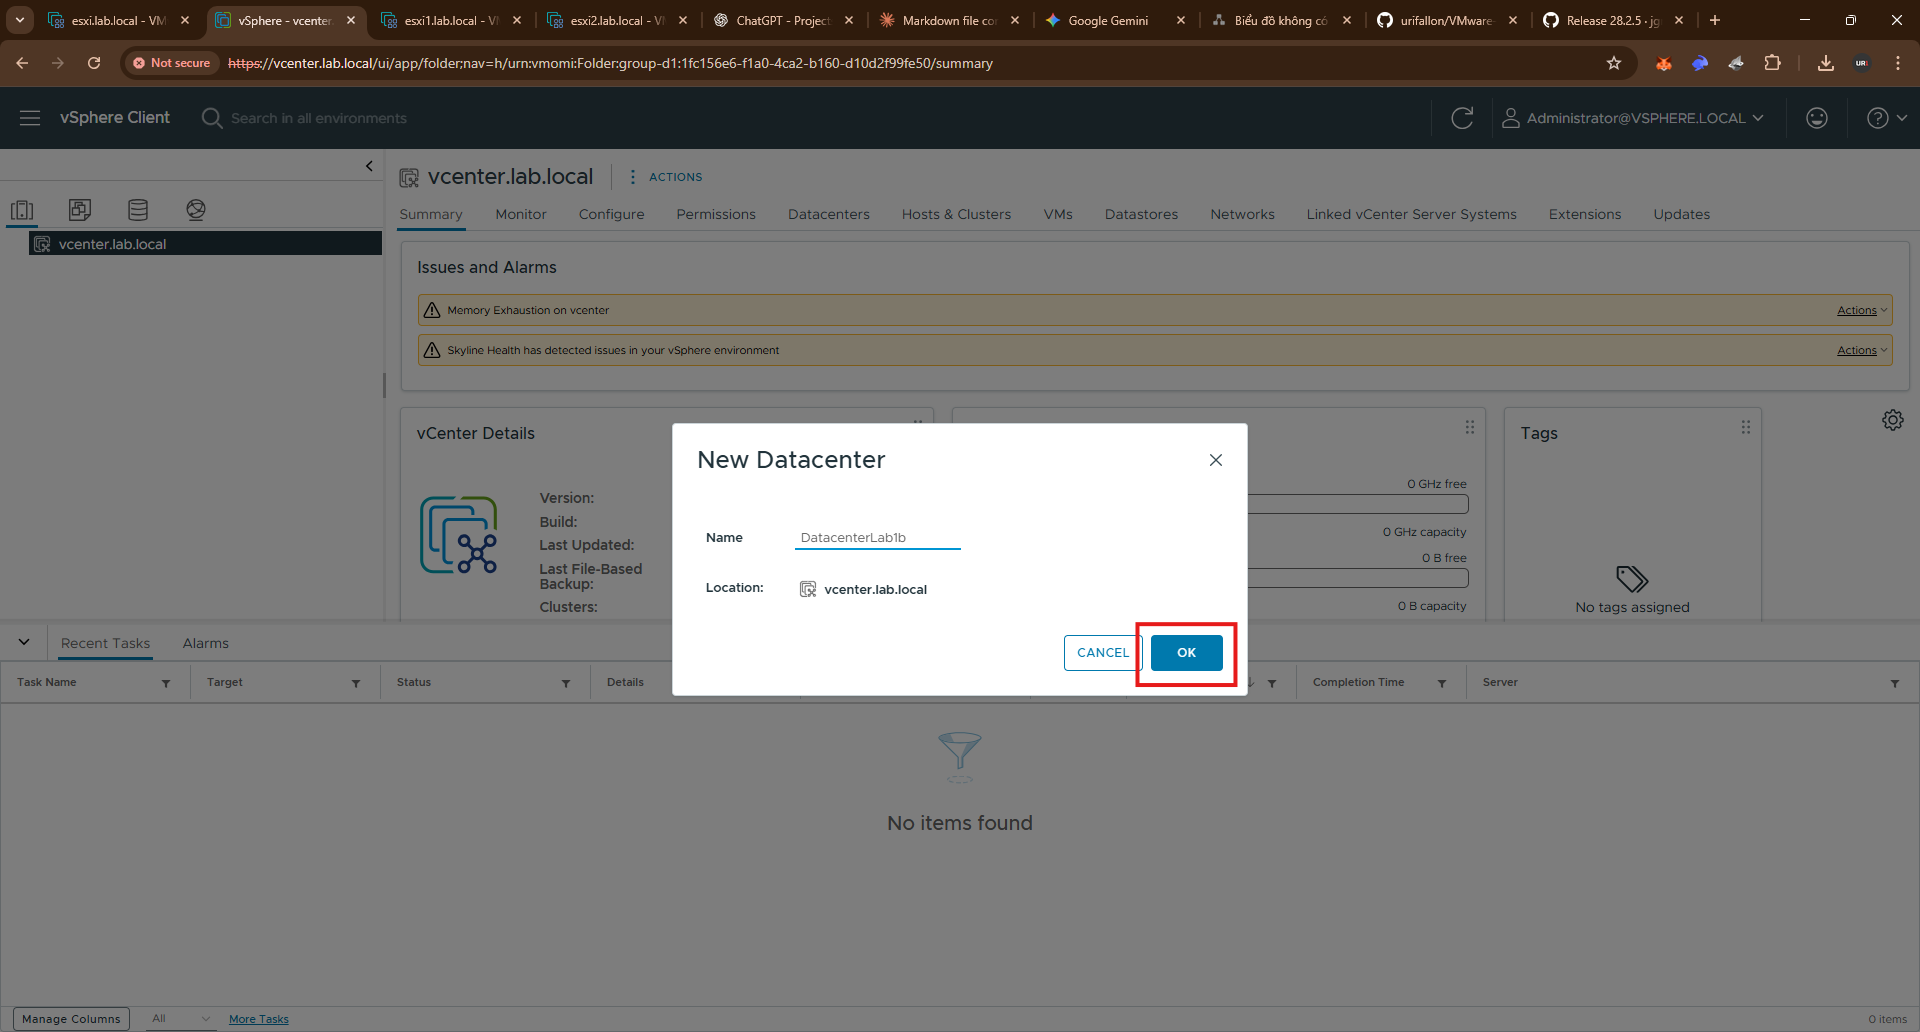 esxi.lab.local - VM
vSphere - vcenter.
esxi1.lab.local - V
esxi2.lab.local - V
ChatGPT - Project
Markdown file co
Google Gemini
Biểu đồ không có
urifallon/VMware
Release 28.2.5 · jg
Not secure
https://vcenter.lab.local/ui/app/folder;nav=h/urn:vmomi:Folder:group-d1:1fc156e6-f1a0-4ca2-b160-d10d2f99fe50/summary
vSphere Client
Search in all environments
Administrator@VSPHERE.LOCAL
vcenter.lab.local
ACTIONS
Summary Monitor Configure Permissions Datacenters Hosts & Clusters VMs Datastores Networks Linked vCenter Server Systems Extensions Updates
vcenter.lab.local
Issues and Alarms
Memory Exhaustion on vcenter Actions
Skyline Health has detected issues in your vSphere environment Actions
vCenter Details
Version:
Build:
Last Updated:
Last File-Based
Backup:
Clusters:
0 GHz free
0 GHz capacity
0 B free
0 B capacity
Tags
No tags assigned
New Datacenter
Name DatacenterLab1b
Location: vcenter.lab.local
CANCEL OK
Recent Tasks Alarms
Task Name Target Status Details Completion Time Server
No items found
Manage Columns All More Tasks 0 items